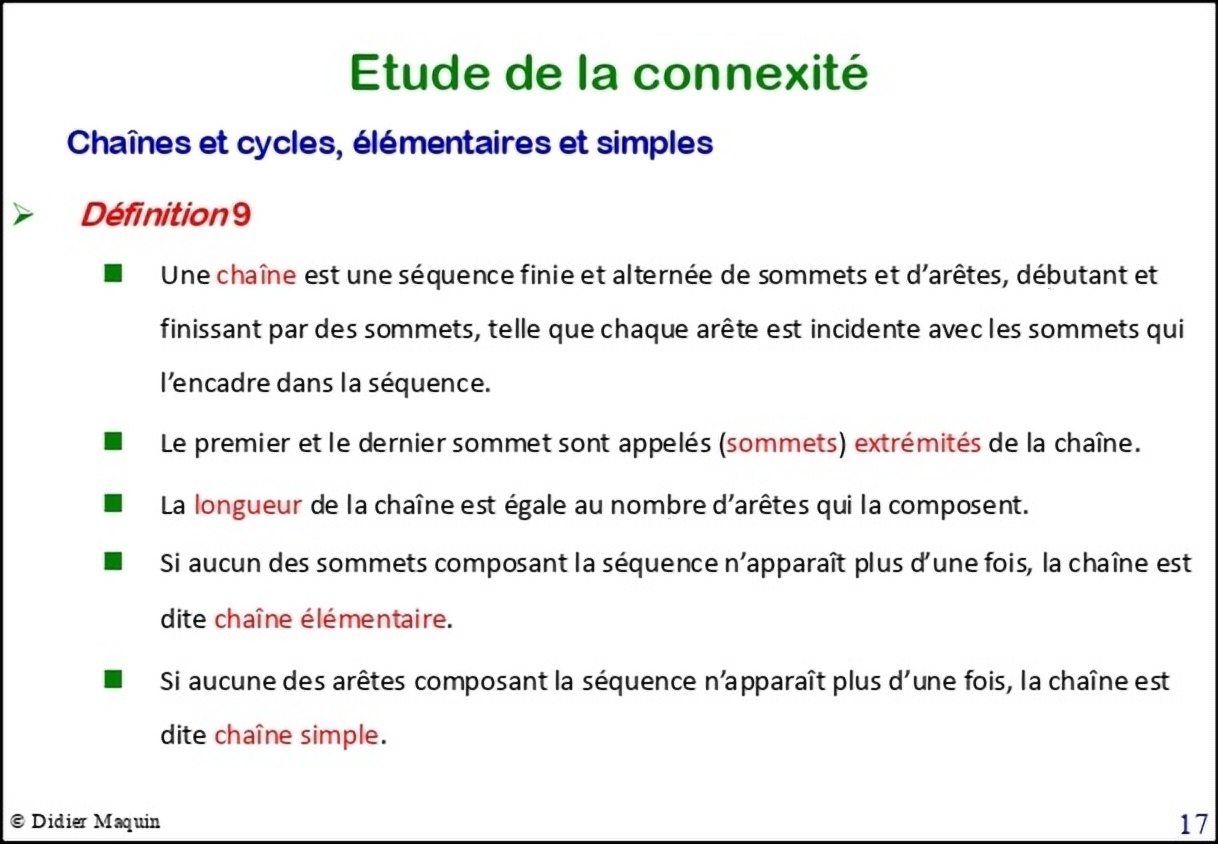 Etude de la connexité
Chaînes et cycles, élémentaires et simples
Définition 9
Une chaîne est une séquence finie et alternée de sommets et d’arêtes, débutant et
finissant par des sommets, telle que chaque arête est incidente avec les sommets qui
l’encadre dans la séquence.
Le premier et le dernier sommet sont appelés (sommets) extrémités de la chaîne.
La longueur de la chaîne est égale au nombre d’arêtes qui la composent.
Si aucun des sommets composant la séquence n’apparaît plus d’une fois, la chaîne est
dite chaîne élémentaire.
Si aucune des arêtes composant la séquence n’apparaît plus d’une fois, la chaîne est
dite chaîne simple.
© Didier Maquin
17